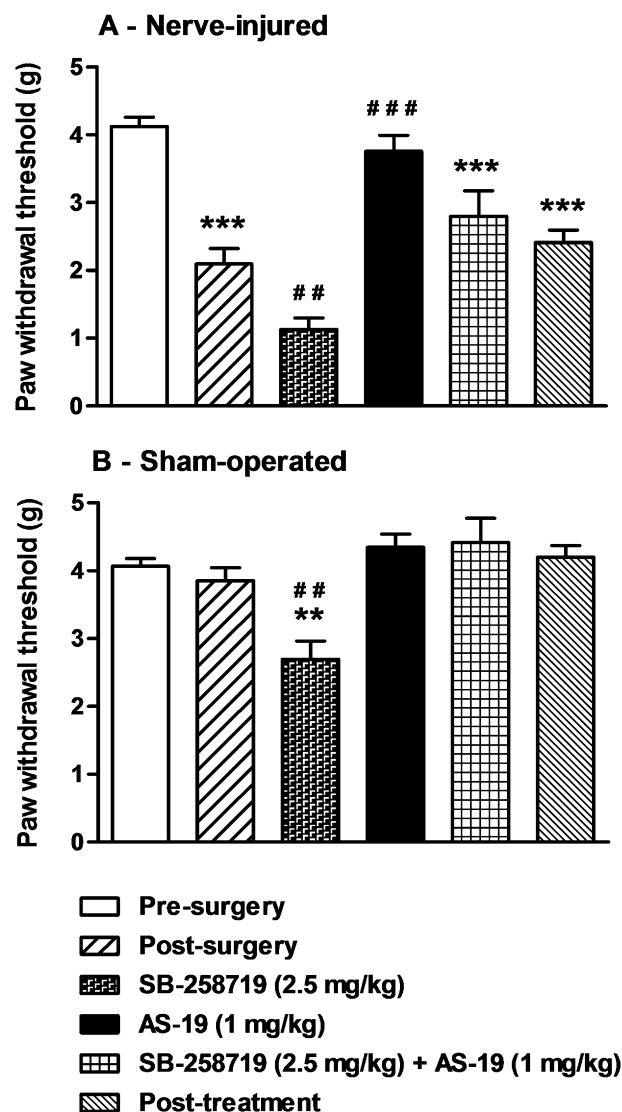 A - Nerve-injured
Paw withdrawal threshold (g)
5
4
3
2
1
0
***
# #
# # #
***
***
B - Sham-operated
Paw withdrawal threshold (g)
5
4
3
2
1
0
# #
**
Pre-surgery
Post-surgery
SB-258719 (2.5 mg/kg)
AS-19 (1 mg/kg)
SB-258719 (2.5 mg/kg) + AS-19 (1 mg/kg)
Post-treatment